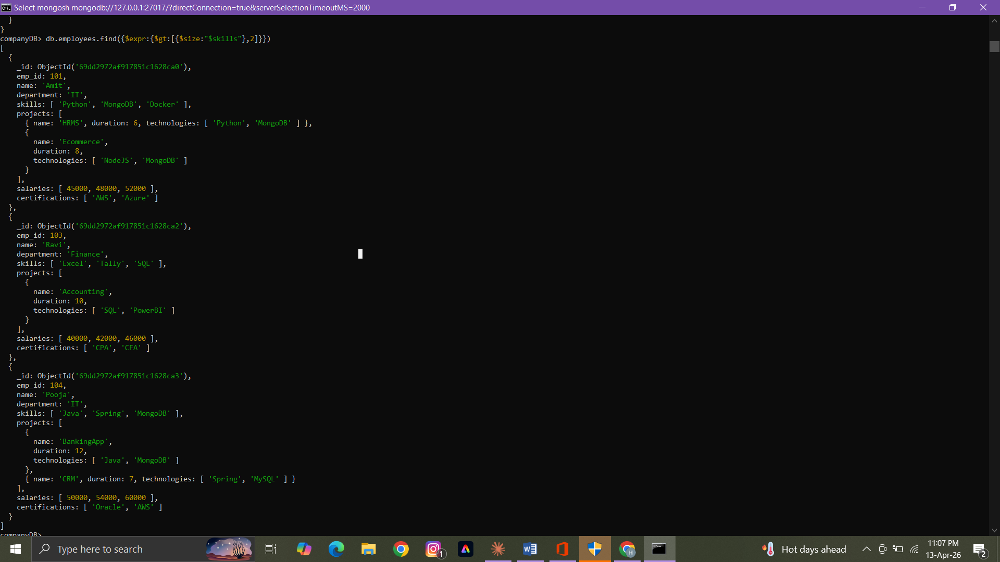 Select mongosh mongodb://127.0.0.1:27017/?directConnection=true&serverSelectionTimeoutMS=2000
  }
}
companyDB> db.employees.find({$expr:{$gt:[{$size:"$skills"},2]}})
[
  {
    _id: ObjectId('69dd2972af917851c1628ca0'),
    emp_id: 101,
    name: 'Amit',
    department: 'IT',
    skills: [ 'Python', 'MongoDB', 'Docker' ],
    projects: [
      { name: 'HRMS', duration: 6, technologies: [ 'Python', 'MongoDB' ] },
      {
        name: 'Ecommerce',
        duration: 8,
        technologies: [ 'NodeJS', 'MongoDB' ]
      }
    ],
    salaries: [ 45000, 48000, 52000 ],
    certifications: [ 'AWS', 'Azure' ]
  },
  {
    _id: ObjectId('69dd2972af917851c1628ca2'),
    emp_id: 103,
    name: 'Ravi',
    department: 'Finance',
    skills: [ 'Excel', 'Tally', 'SQL' ],
    projects: [
      {
        name: 'Accounting',
        duration: 10,
        technologies: [ 'SQL', 'PowerBI' ]
      }
    ],
    salaries: [ 40000, 42000, 46000 ],
    certifications: [ 'CPA', 'CFA' ]
  },
  {
    _id: ObjectId('69dd2972af917851c1628ca3'),
    emp_id: 104,
    name: 'Pooja',
    department: 'IT',
    skills: [ 'Java', 'Spring', 'MongoDB' ],
    projects: [
      {
        name: 'BankingApp',
        duration: 12,
        technologies: [ 'Java', 'MongoDB' ]
      },
      { name: 'CRM', duration: 7, technologies: [ 'Spring', 'MySQL' ] }
    ],
    salaries: [ 50000, 54000, 60000 ],
    certifications: [ 'Oracle', 'AWS' ]
  }
]
companyDB>
Type here to search
1
W
H
Hot days ahead
11:07 PM
13-Apr-26
2